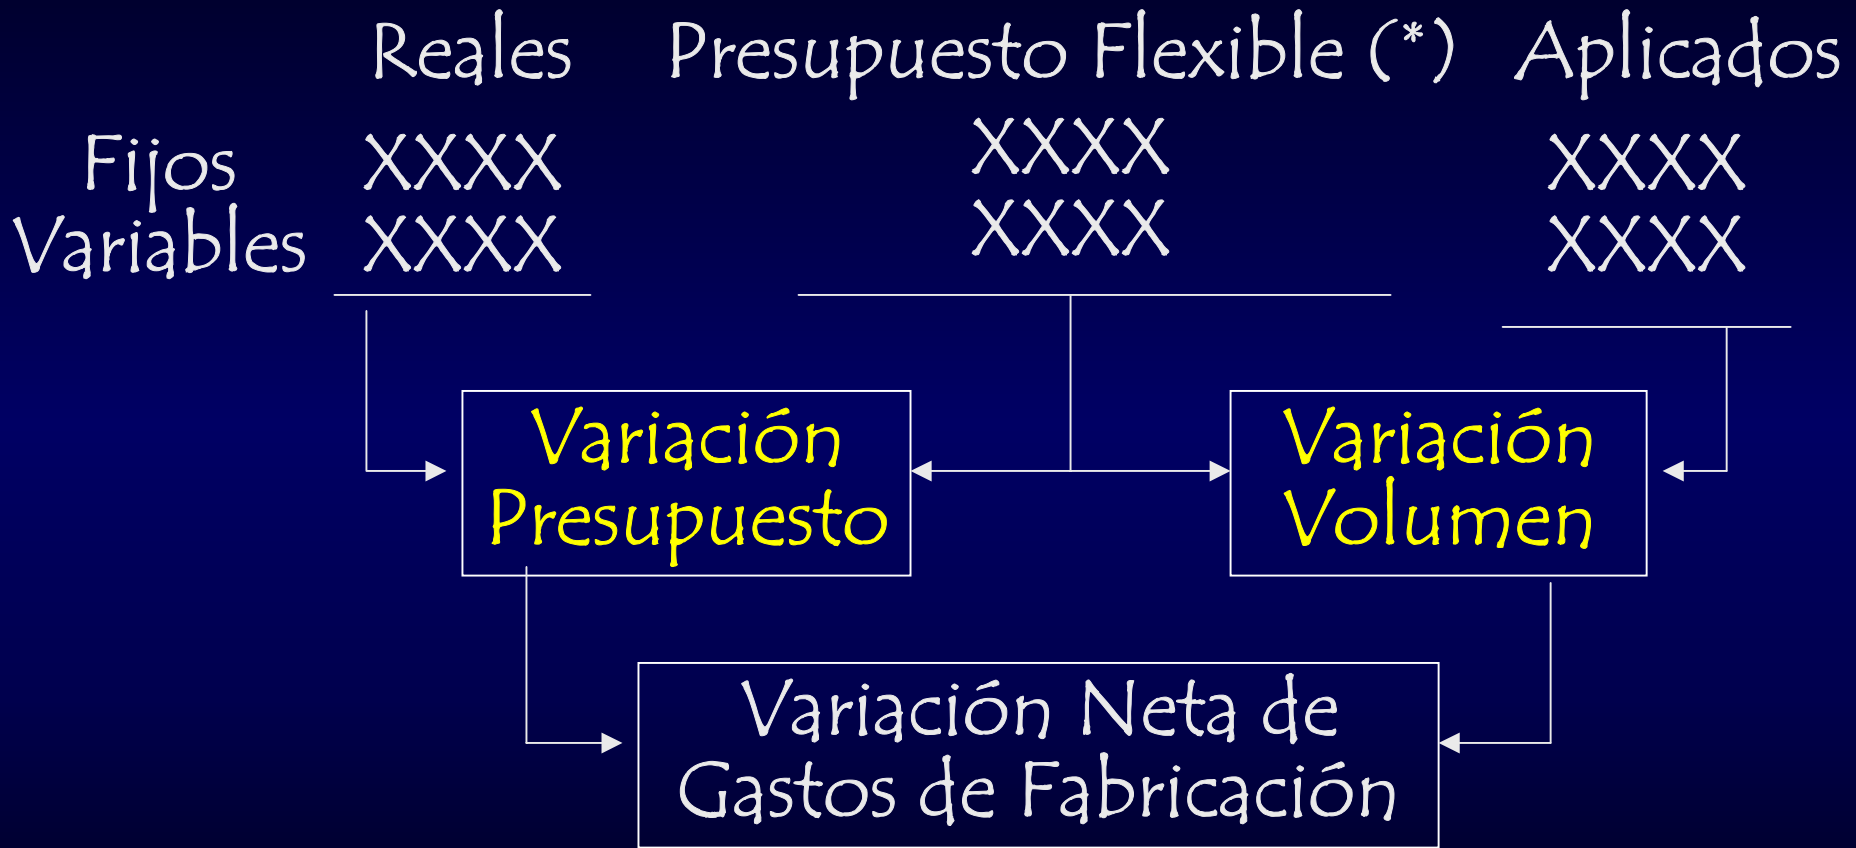 Reales Presupuesto Flexible (*) Aplicados
Fijos XXXX XXXX XXXX
Variables XXXX XXXX XXXX
Variación
Presupuesto
Variación
Volumen
Variación Neta de
Gastos de Fabricación